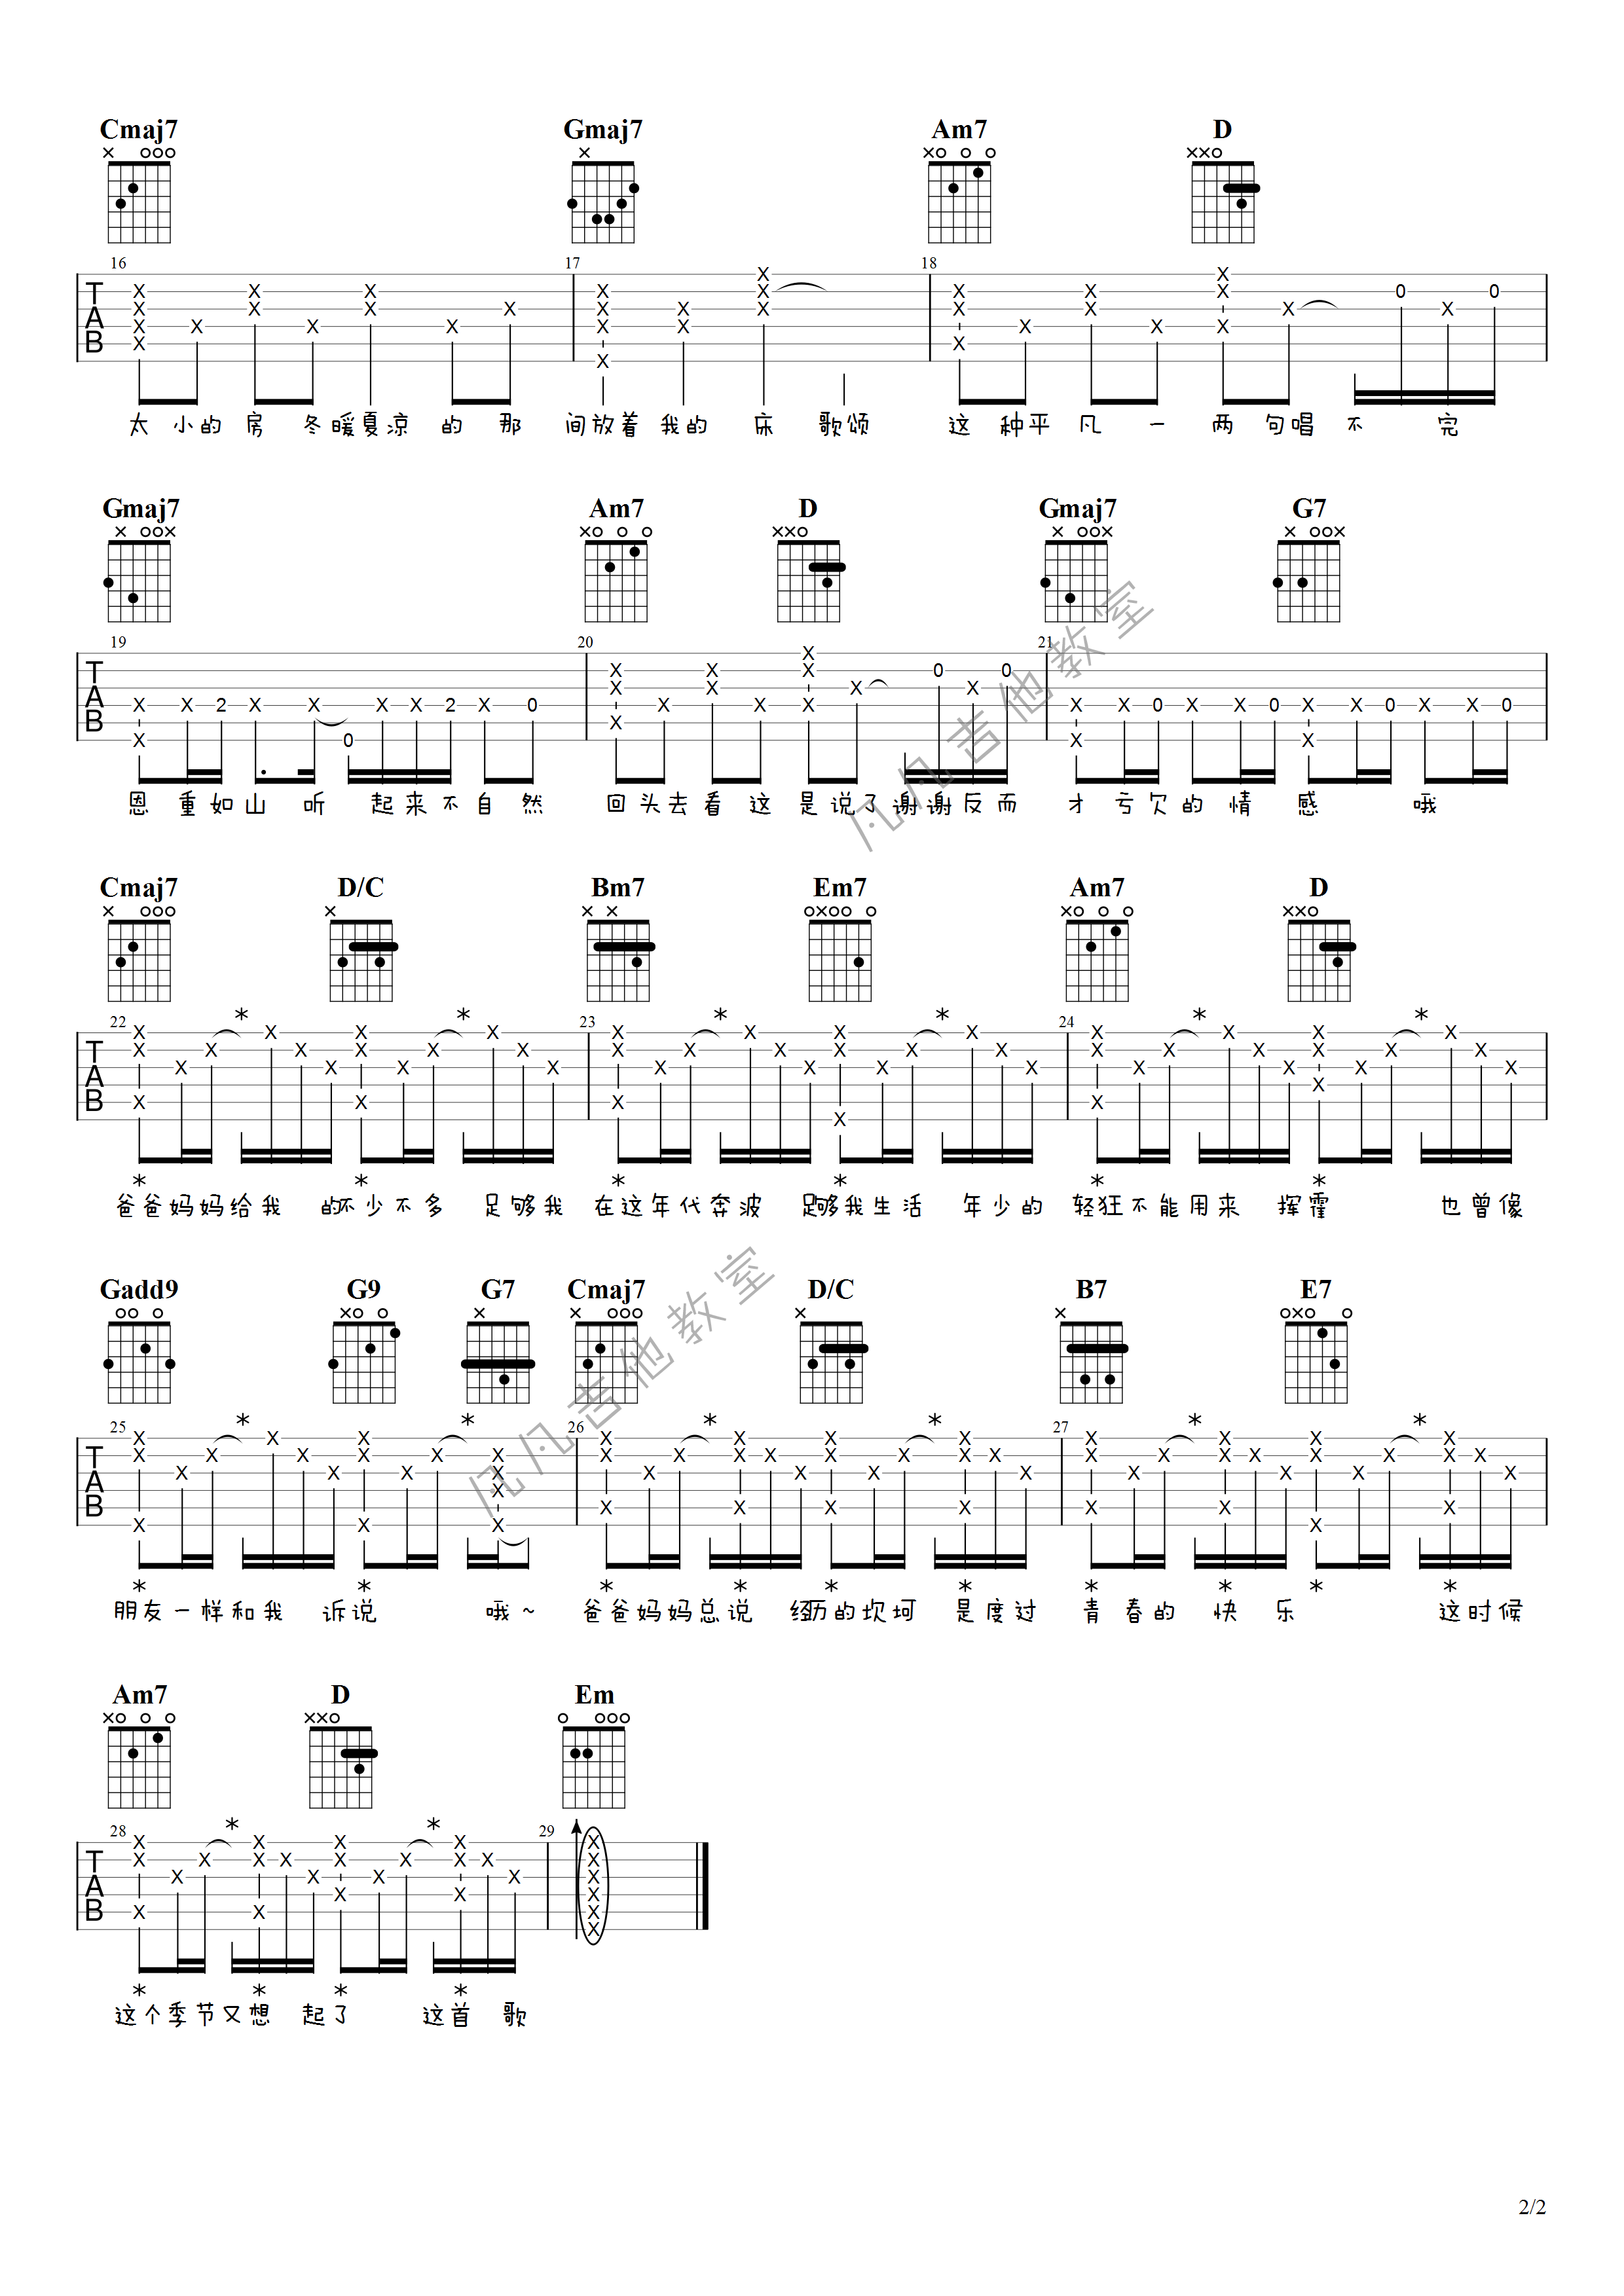 Cmaj7 Gmaj7 Am7 D
16 17 18
太 小的 房 冬暖夏凉 的 那 间放着 我的 床 歌颂 这 种平 凡 一 两 句唱 不 完
Gmaj7 Am7 D Gmaj7 G7
19 20 21
X X 2 X X 0 X X 2 X 0
恩 重如山 听 起来不自 然 回头去看这 是说了谢谢反而 才 亏欠的 情 感 哦
Cmaj7 D/C Bm7 Em7 Am7 D
22 23 24
爸爸妈妈给我 的不少不多 足够我 在这年代奔波 足够我生活 年少的 轻狂不能用来 挥霍 也曾像
Gadd9 G9 G7 Cmaj7 D/C B7 E7
25 26 27
朋友一样和我 诉说 哦~ 爸爸妈妈总说 经历的坎坷 是度过 青 春的 快 乐 这时候
Am7 D Em
28 29
这个季节又想 起了 这首 歌
凡凡吉他教室
凡凡吉他教室
2/2